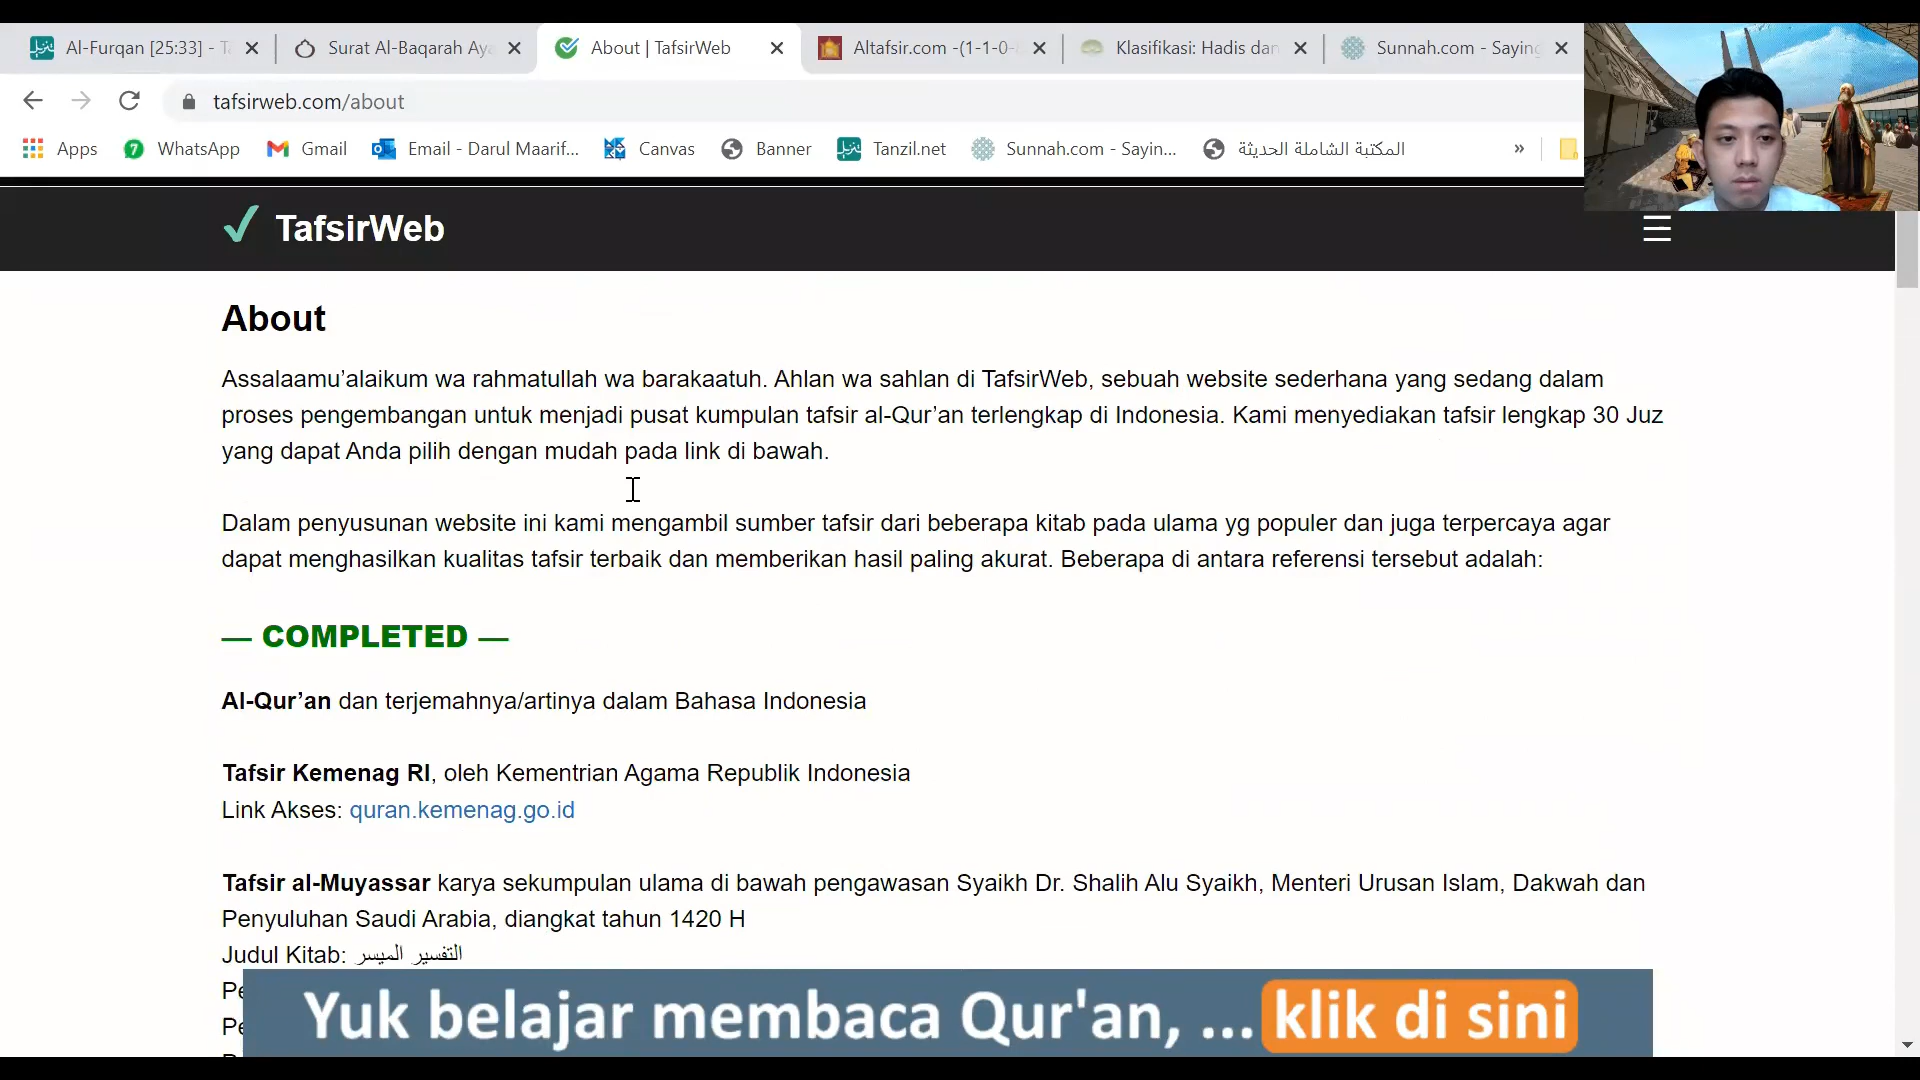 Al-Furqan [25:33] -
Surat Al-Baqarah Aya
About | TafsirWeb
Altafsir.com -(1-1-0-
Klasifikasi: Hadis dan
Sunnah.com - Saying
tafsirweb.com/about
Apps
WhatsApp
Gmail
Email - Darul Maarif...
Canvas
Banner
Tanzil.net
Sunnah.com - Sayin...
المكتبة الشاملة الحديثة
»
TafsirWeb
About
Assalaamu’alaikum wa rahmatullah wa barakaatuh. Ahlan wa sahlan di TafsirWeb, sebuah website sederhana yang sedang dalam
proses pengembangan untuk menjadi pusat kumpulan tafsir al-Qur’an terlengkap di Indonesia. Kami menyediakan tafsir lengkap 30 Juz
yang dapat Anda pilih dengan mudah pada link di bawah.
Dalam penyusunan website ini kami mengambil sumber tafsir dari beberapa kitab pada ulama yg populer dan juga terpercaya agar
dapat menghasilkan kualitas tafsir terbaik dan memberikan hasil paling akurat. Beberapa di antara referensi tersebut adalah:
— COMPLETED —
Al-Qur’an dan terjemahnya/artinya dalam Bahasa Indonesia
Tafsir Kemenag RI, oleh Kementrian Agama Republik Indonesia
Link Akses: quran.kemenag.go.id
Tafsir al-Muyassar karya sekumpulan ulama di bawah pengawasan Syaikh Dr. Shalih Alu Syaikh, Menteri Urusan Islam, Dakwah dan
Penyuluhan Saudi Arabia, diangkat tahun 1420 H
Judul Kitab: التفسير الميسر
Yuk belajar membaca Qur'an, ... klik di sini